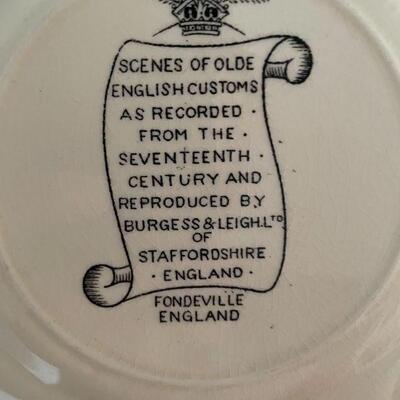 SCENES OF OLDE
ENGLISH CUSTOMS
AS RECORDED ·
FROM THE ·
SEVENTEENTH ·
CENTURY AND
REPRODUCED BY
BURGESS & LEIGH. LTD
OF
STAFFORDSHIRE
· ENGLAND ·
FONDEVILLE
ENGLAND